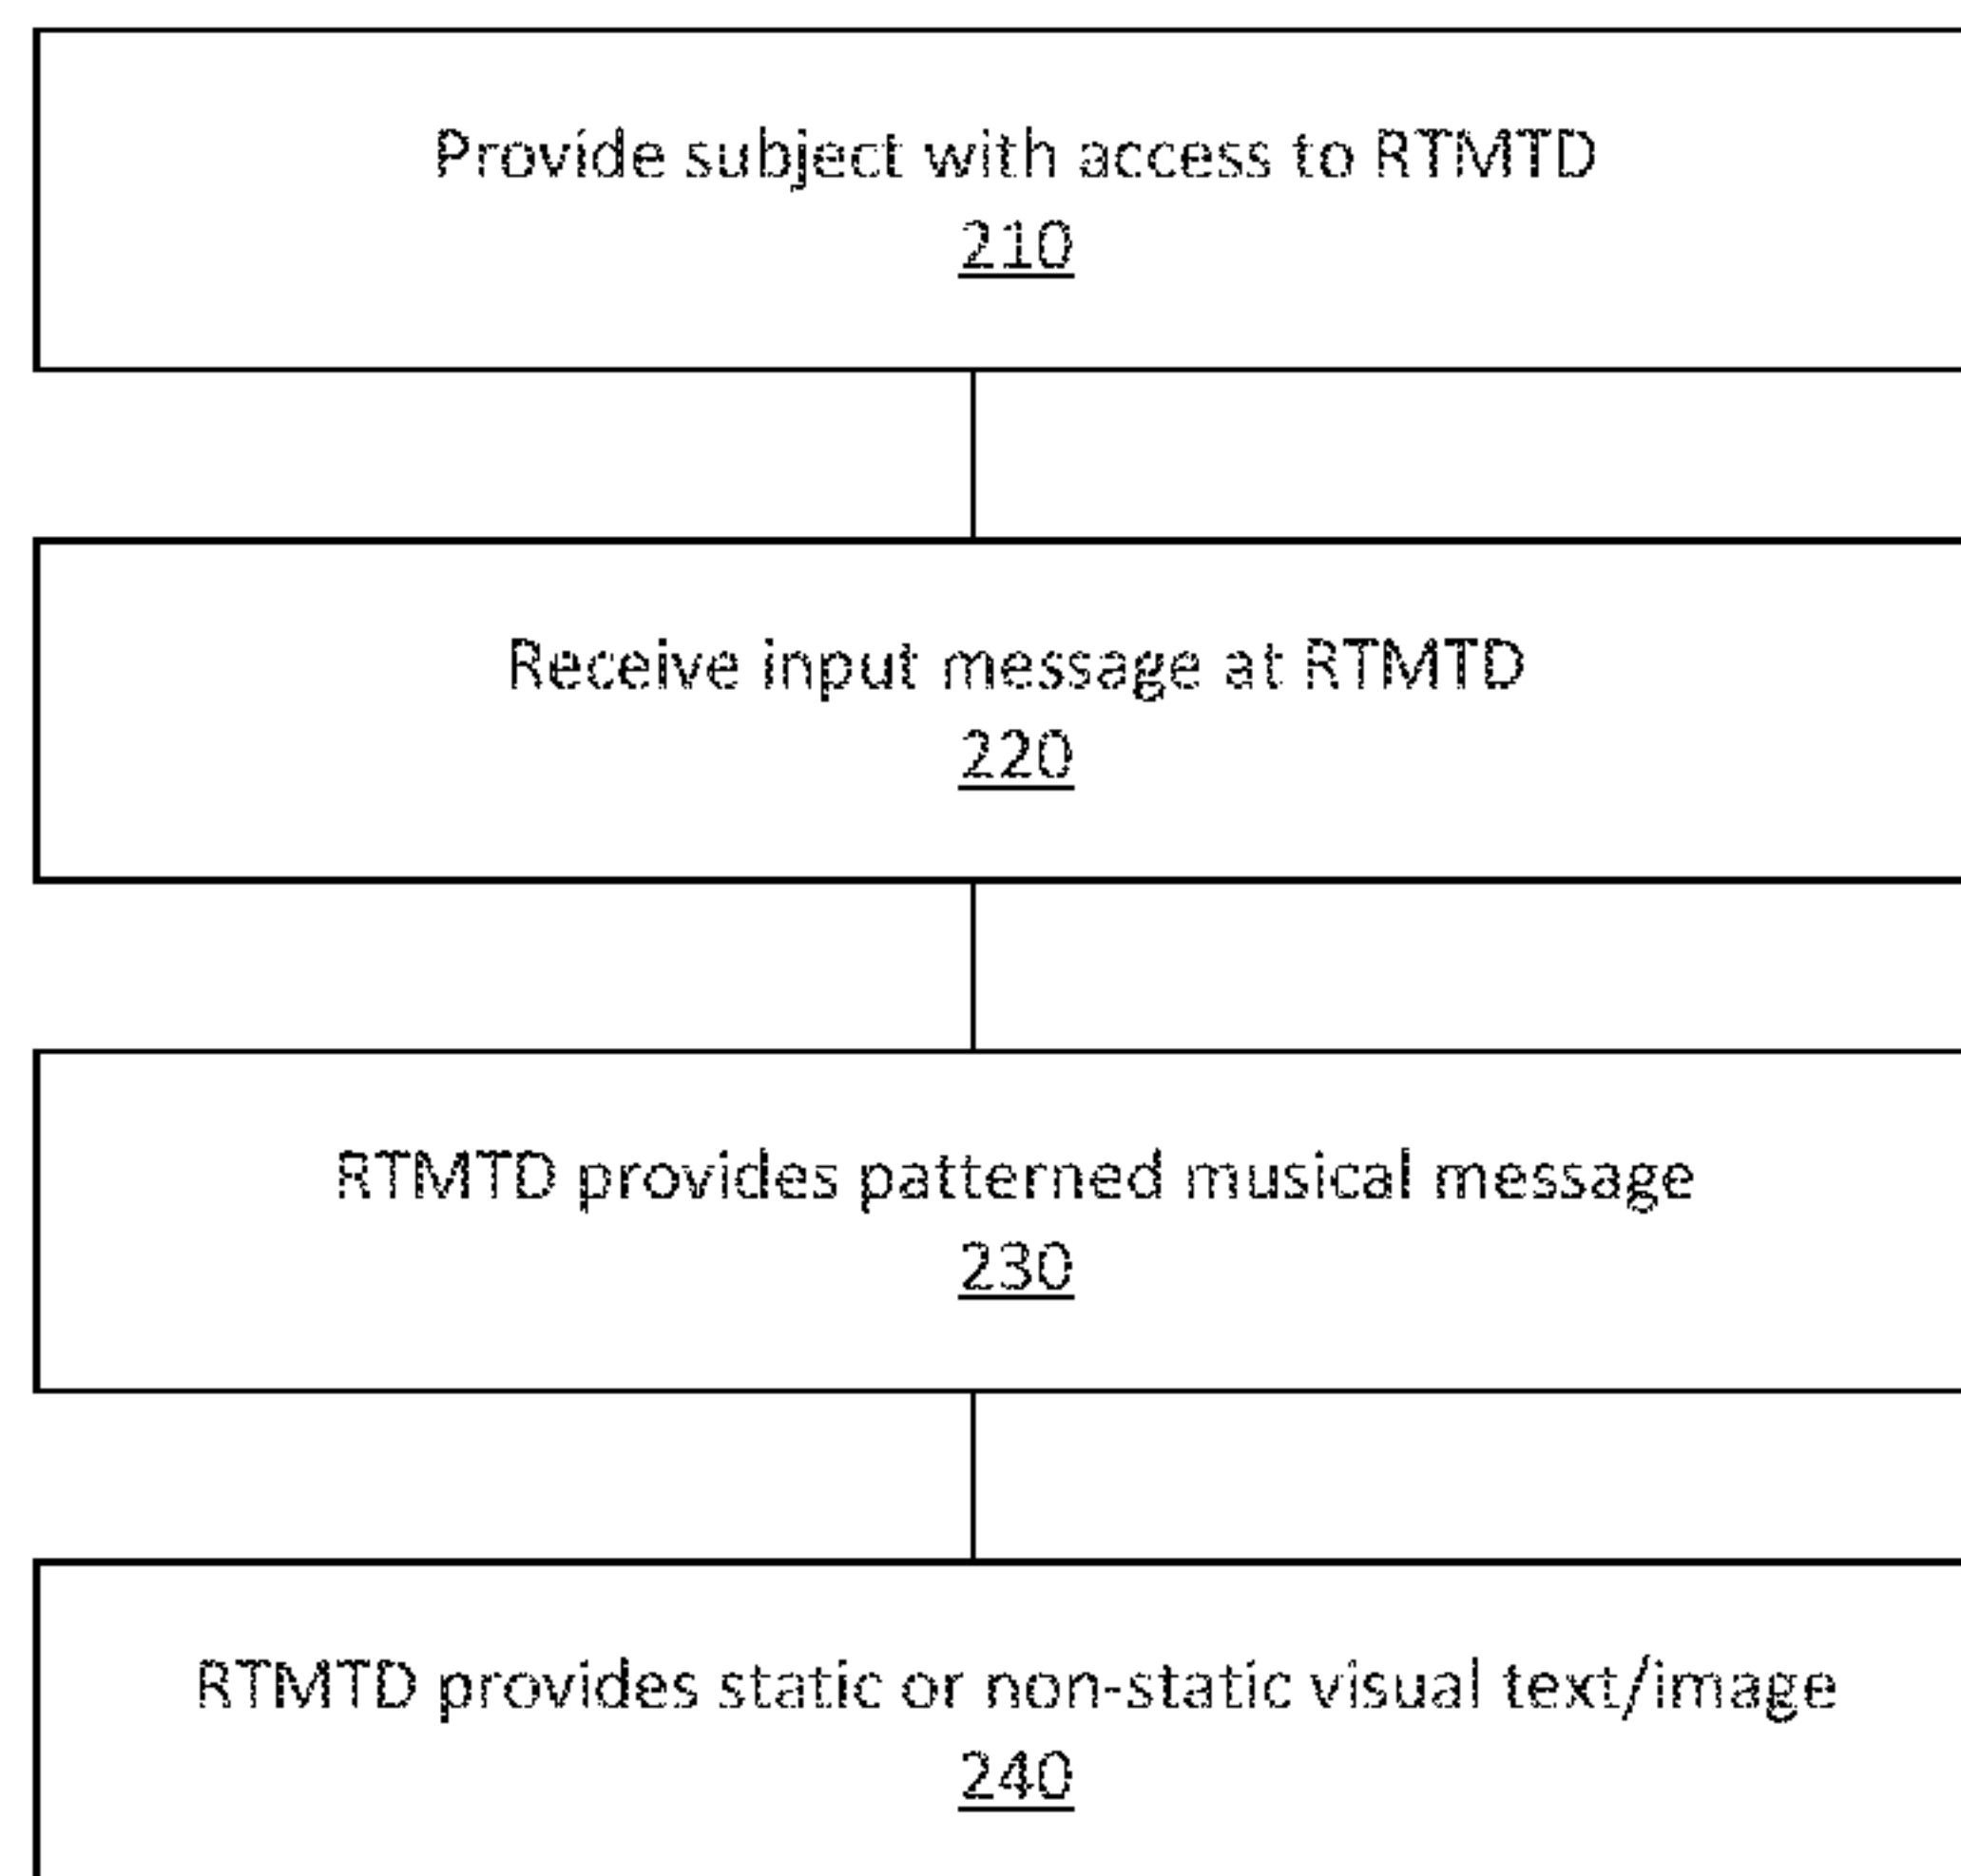 Provide subject with access to RTMTD
210
Receive input message at RTMTD
220
RTMTD provides patterned musical message
230
RTMTD provides static or non-static visual text/image
240